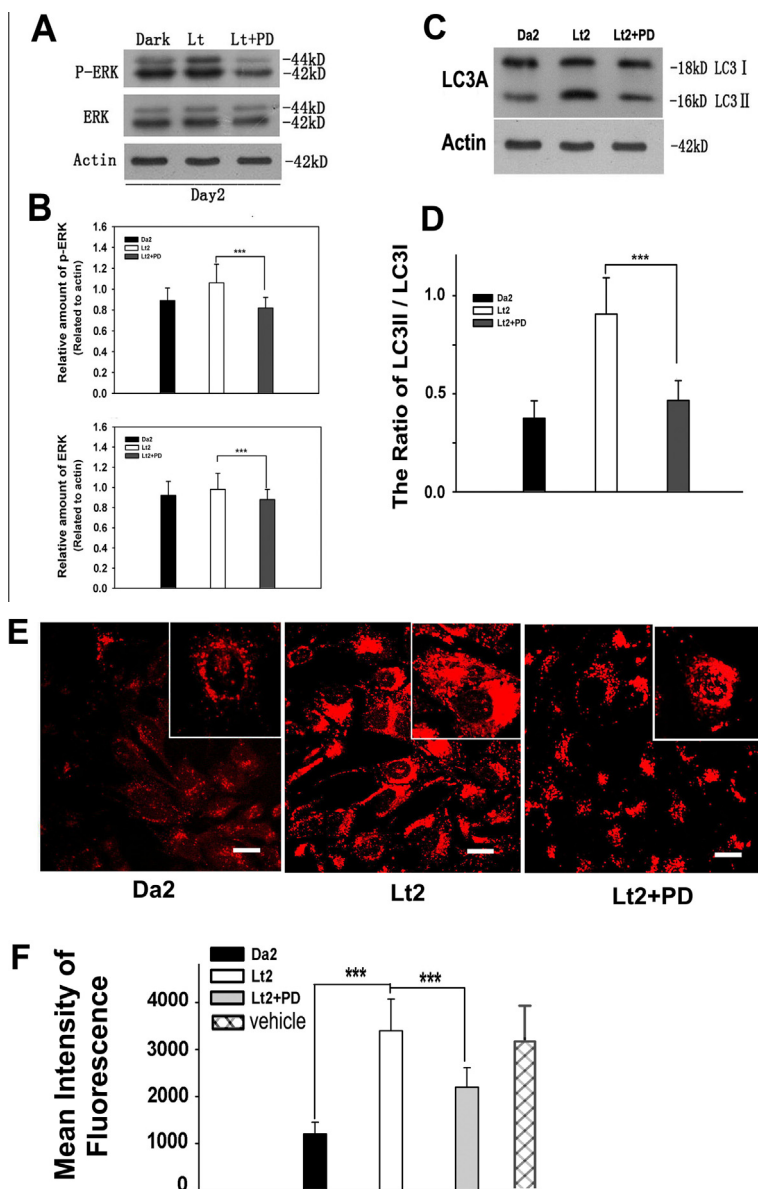 A
Dark Lt Lt+PD
P-ERK
-44kD
-42kD
ERK
-44kD
-42kD
Actin
-42kD
Day2
B
Relative amount of p-ERK
(Related to actin)
1.6
1.4
1.2
1.0
0.8
0.6
0.4
0.2
0.0
Da2
Lt2
Lt2+PD
***
Relative amount of ERK
(Related to actin)
1.6
1.4
1.2
1.0
0.8
0.6
0.4
0.2
0.0
Da2
Lt2
Lt2+PD
***
C
Da2 Lt2 Lt2+PD
LC3A
-18kD LC3 Ⅰ
-16kD LC3 Ⅱ
Actin
-42kD
D
The Ratio of LC3II / LC3I
1.0
0.5
0.0
Da2
Lt2
Lt2+PD
***
E
Da2
Lt2
Lt2+PD
F
Mean Intensity of
Fluorescence
4000
3000
2000
1000
0
Da2
Lt2
Lt2+PD
vehicle
***
***